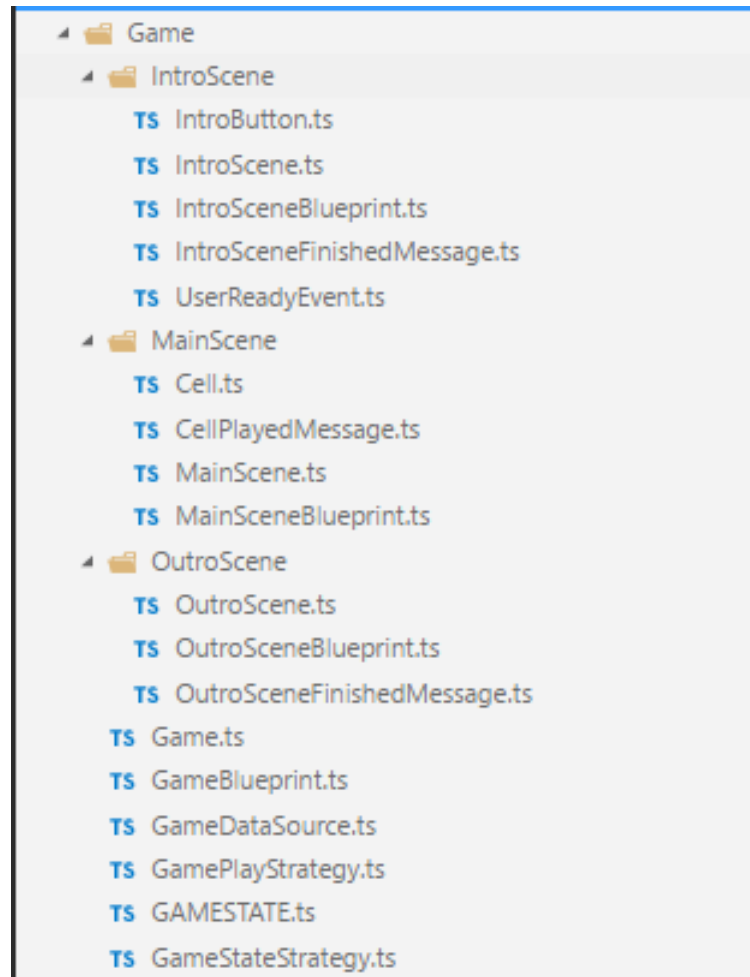 Game
IntroScene
TS IntroButton.ts
TS IntroScene.ts
TS IntroSceneBlueprint.ts
TS IntroSceneFinishedMessage.ts
TS UserReadyEvent.ts
MainScene
TS Cell.ts
TS CellPlayedMessage.ts
TS MainScene.ts
TS MainSceneBlueprint.ts
OutroScene
TS OutroScene.ts
TS OutroSceneBlueprint.ts
TS OutroSceneFinishedMessage.ts
TS Game.ts
TS GameBlueprint.ts
TS GameDataSource.ts
TS GamePlayStrategy.ts
TS GAMESTATE.ts
TS GameStateStrategy.ts